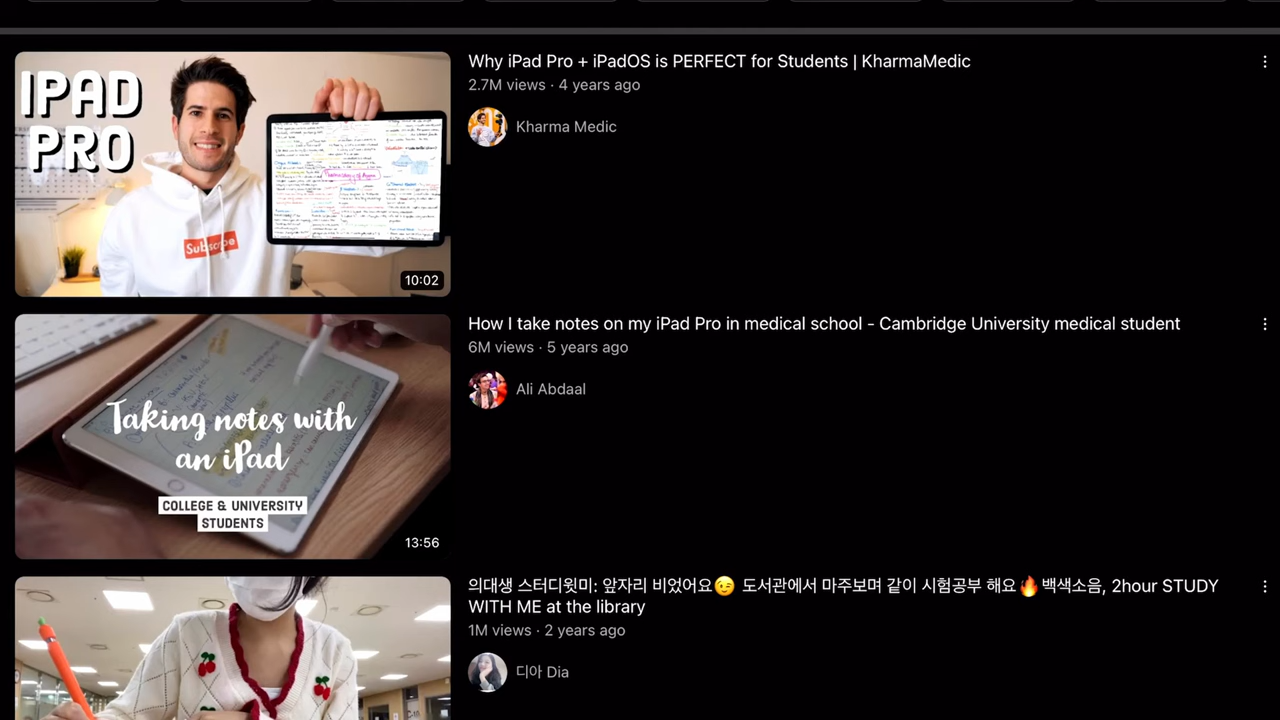 IPAD
PRO
Subscribe
10:02
Why iPad Pro + iPadOS is PERFECT for Students | KharmaMedic
2.7M views · 4 years ago
Kharma Medic
Taking notes with
an iPad
COLLEGE & UNIVERSITY
STUDENTS
13:56
How I take notes on my iPad Pro in medical school - Cambridge University medical student
6M views · 5 years ago
Ali Abdaal
의대생 스터디윗미: 앞자리 비었어요😉 도서관에서 마주보며 같이 시험공부 해요🔥백색소음, 2hour STUDY
WITH ME at the library
1M views · 2 years ago
디아 Dia